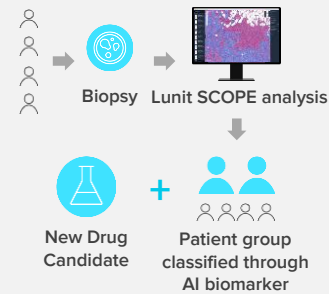 Biopsy
Lunit SCOPE analysis
+
New Drug
Candidate
Patient group
classified through
AI biomarker